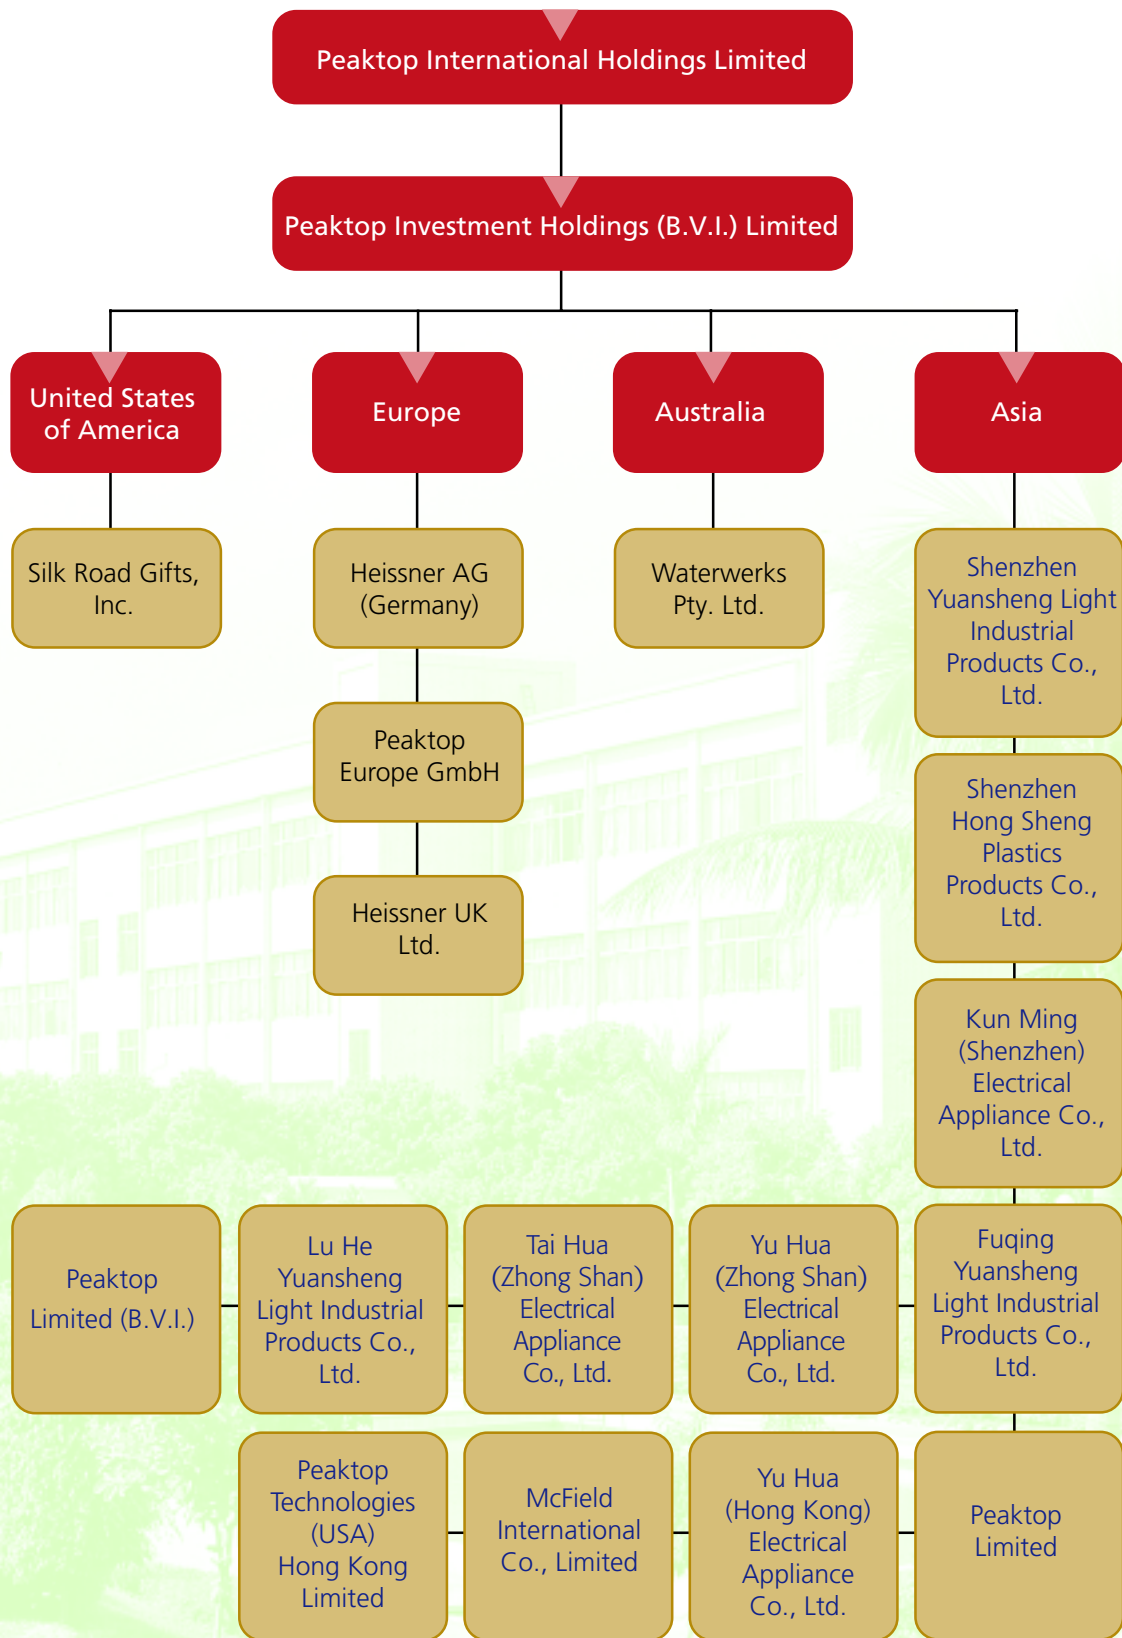 Peaktop International Holdings Limited
Peaktop Investment Holdings (B.V.I.) Limited
United States
of America
Europe
Australia
Asia
Silk Road Gifts,
Inc.
Heissner AG
(Germany)
Waterwerks
Pty. Ltd.
Shenzhen
Yuansheng Light
Industrial
Products Co.,
Ltd.
Peaktop
Europe GmbH
Shenzhen
Hong Sheng
Plastics
Products Co.,
Ltd.
Heissner UK
Ltd.
Kun Ming
(Shenzhen)
Electrical
Appliance Co.,
Ltd.
Peaktop
Limited (B.V.I.)
Lu He
Yuansheng
Light Industrial
Products Co.,
Ltd.
Tai Hua
(Zhong Shan)
Electrical
Appliance
Co., Ltd.
Yu Hua
(Zhong Shan)
Electrical
Appliance
Co., Ltd.
Fuqing
Yuansheng
Light Industrial
Products Co.,
Ltd.
Peaktop
Technologies
(USA)
Hong Kong
Limited
McField
International
Co., Limited
Yu Hua
(Hong Kong)
Electrical
Appliance
Co., Ltd.
Peaktop
Limited